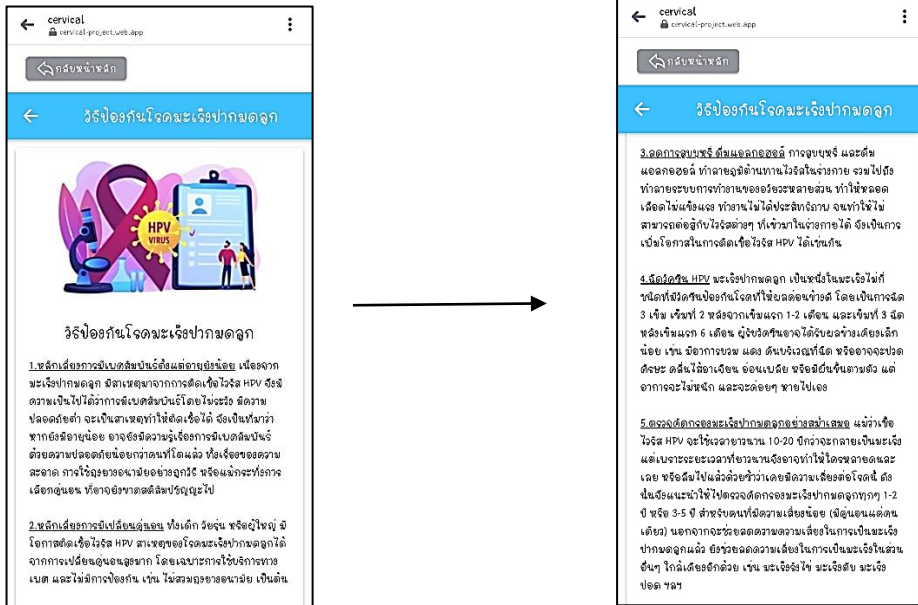 cervical
cervical-project.web.app
กลับหน้าหลัก
วิธีป้องกันโรคมะเร็งปากมดลูก
HPV
VIRUS
วิธีป้องกันโรคมะเร็งปากมดลูก
1.หลีกเลี่ยงการมีเพศสัมพันธ์ตั้งแต่อายุยังน้อย เนื่องจาก
มะเร็งปากมดลูก มีสาเหตุมาจากการติดเชื้อไวรัส HPV จึงมี
ความเป็นไปได้ว่าการมีเพศสัมพันธ์โดยไม่ระวัง มีความ
ปลอดภัยต่ำ จะเป็นสาเหตุทำให้ติดเชื้อได้ จึงเป็นที่มาว่า
หากยังมีอายุน้อย อาจยังมีความรู้เรื่องการมีเพศสัมพันธ์
ด้วยความปลอดภัยน้อยกว่าคนที่โตแล้ว ทั้งเรื่องของความ
สะอาด การใช้ถุงยางอนามัยอย่างถูกวิธี หรือแม้กระทั่งการ
เลือกคู่นอน ที่อาจยังขาดสติสัมปชัญญะไป
2.หลีกเลี่ยงการมีเปลี่ยนคู่นอน ทั้งเด็ก วัยรุ่น หรือผู้ใหญ่ มี
โอกาสติดเชื้อไวรัส HPV สาเหตุของโรคมะเร็งปากมดลูกได้
จากการเปลี่ยนคู่นอนสูงมาก โดยเฉพาะการใช้บริการทาง
เพศ และไม่มีการป้องกัน เช่น ไม่สวมถุงยางอนามัย เป็นต้น
cervical
cervical-project.web.app
กลับหน้าหลัก
วิธีป้องกันโรคมะเร็งปากมดลูก
3.ลดการสูบบุหรี่ ดื่มแอลกอฮอล์ การสูบบุหรี่ และดื่ม
แอลกอฮอล์ ทำลายภูมิต้านทานไวรัสในร่างกาย รวมไปถึง
ทำลายระบบการทำงานของอวัยวะหลายส่วน ทำให้หลอด
เลือดไม่แข็งแรง ทำงานไม่ได้ประสิทธิภาพ จนทำให้ไม่
สามารถต่อสู้กับไวรัสต่างๆ ที่เข้ามาในร่างกายได้ จึงเป็นการ
เพิ่มโอกาสในการติดเชื้อไวรัส HPV ได้เช่นกัน
4.ฉีดวัคซีน HPV มะเร็งปากมดลูก เป็นหนึ่งในมะเร็งไม่กี่
ชนิดที่มีวัคซีนป้องกันโรคที่ให้ผลค่อนข้างดี โดยเป็นการฉีด
3 เข็ม เข็มที่ 2 หลังจากเข็มแรก 1-2 เดือน และเข็มที่ 3 ฉีด
หลังเข็มแรก 6 เดือน ผู้รับวัคซีนอาจได้รับผลข้างเคียงเล็ก
น้อย เช่น มีอาการบวม แดง คันบริเวณที่ฉีด หรืออาจจะปวด
ศีรษะ คลื่นไส้อาเจียน อ่อนเพลีย หรือมีผื่นขึ้นตามตัว แต่
อาการจะไม่หนัก และจะค่อยๆ หายไปเอง
5.ตรวจคัดกรองมะเร็งปากมดลูกอย่างสม่ำเสมอ แม้ว่าเชื้อ
ไวรัส HPV จะใช้เวลายาวนาน 10-20 ปีกว่าจะกลายเป็นมะเร็ง
แต่เพราะระยะเวลาที่ยาวนานจึงอาจทำให้ใครหลายคนละ
เลย หรือลืมไปแล้วด้วยซ้ำว่าเคยมีความเสี่ยงต่อโรคนี้ ดัง
นั้นจึงแนะนำให้ไปตรวจคัดกรองมะเร็งปากมดลูกทุกๆ 1-2
ปี หรือ 3-5 ปี สำหรับคนที่มีความเสี่ยงน้อย (มีคู่นอนแค่คน
เดียว) นอกจากจะช่วยลดความความเสี่ยงในการเป็นมะเร็ง
ปากมดลูกแล้ว ยังช่วยลดความเสี่ยงในการเป็นมะเร็งในส่วน
อื่นๆ ใกล้เคียงอีกด้วย เช่น มะเร็งรังไข่ มะเร็งตับ มะเร็ง
ปอด ฯลฯ